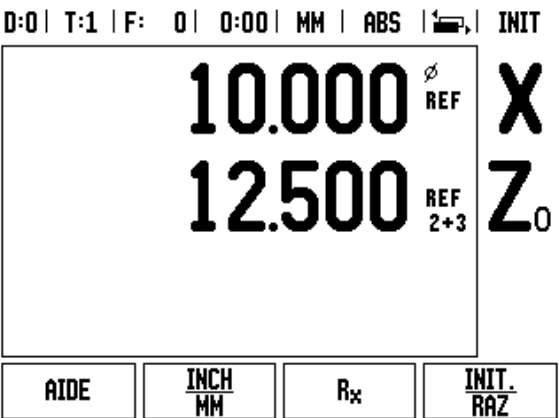 D:0 | T:1 | F: 0 | 0:00 | MM | ABS | INIT
10.000 Ø REF X
12.500 REF 2+3 Z0
AIDE INCH/MM Rx INIT./RAZ